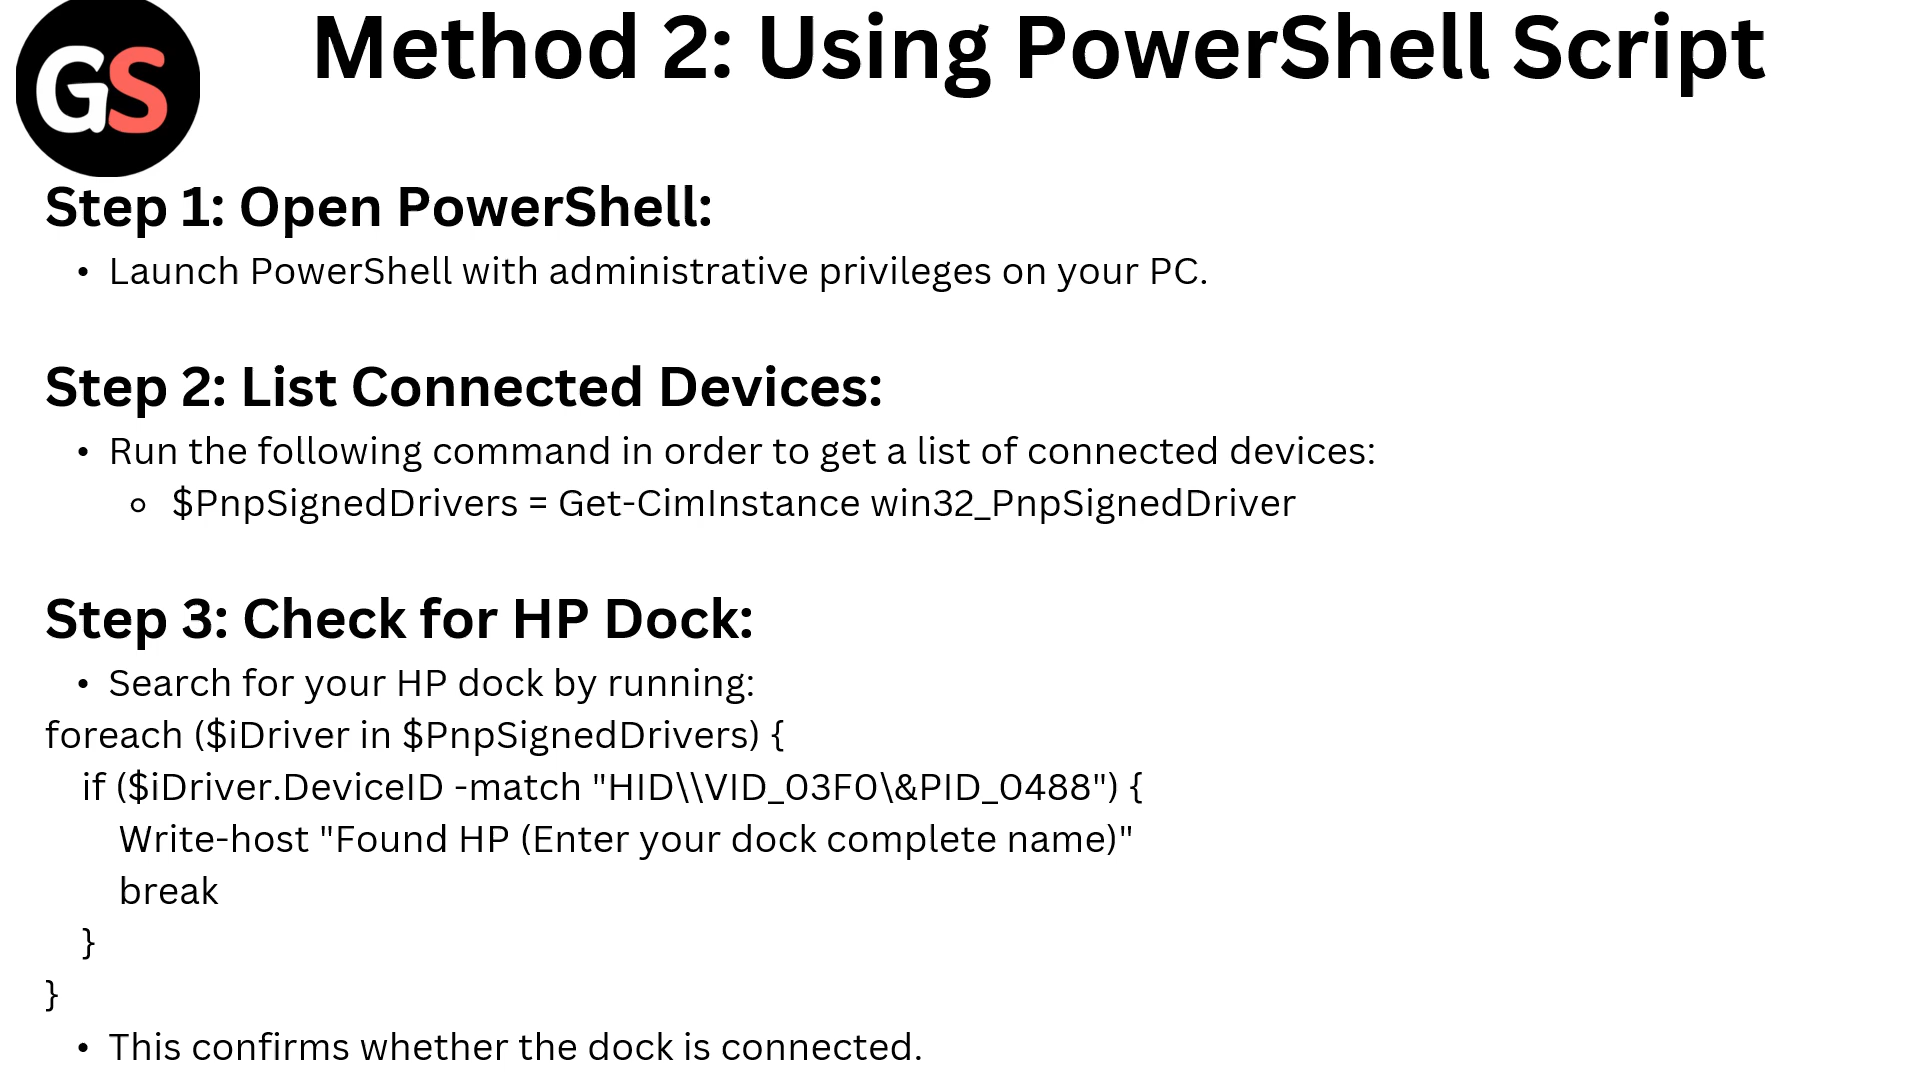 GS
Method 2: Using PowerShell Script
Step 1: Open PowerShell:
• Launch PowerShell with administrative privileges on your PC.
Step 2: List Connected Devices:
• Run the following command in order to get a list of connected devices:
○ $PnpSignedDrivers = Get-CimInstance win32_PnpSignedDriver
Step 3: Check for HP Dock:
• Search for your HP dock by running:
foreach ($iDriver in $PnpSignedDrivers) {
if ($iDriver.DeviceID -match "HID\\VID_03F0\&PID_0488") {
Write-host "Found HP (Enter your dock complete name)"
break
}
}
• This confirms whether the dock is connected.